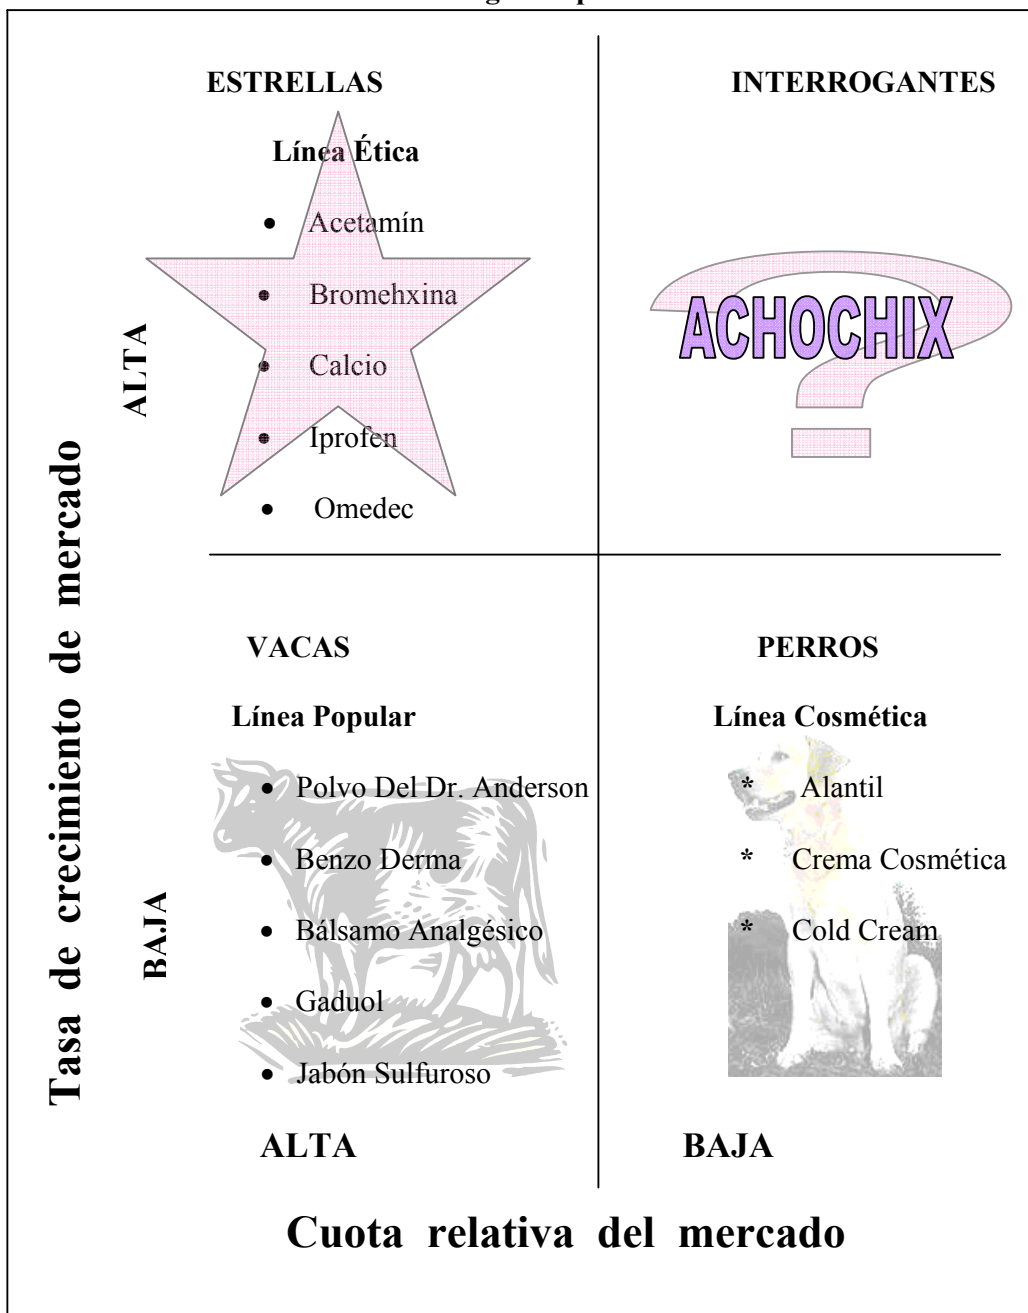 ESTRELLAS
INTERROGANTES
Línea Ética
• Acetamín
• Bromehxina
• Calcio
• Iprofen
• Omedec
ACHOCHIX
ALTA
Tasa de crecimiento de mercado
VACAS
PERROS
Línea Popular
• Polvo Del Dr. Anderson
• Benzo Derma
• Bálsamo Analgésico
• Gaduol
• Jabón Sulfuroso
Línea Cosmética
* Alantil
* Crema Cosmética
* Cold Cream
BAJA
ALTA
BAJA
Cuota relativa del mercado